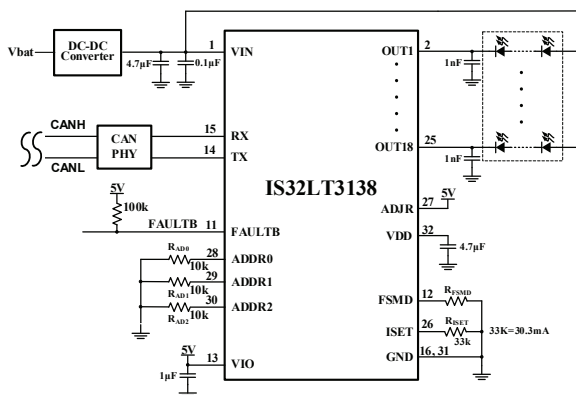 Vbat
DC-DC
Converter
4.7µF
0.1µF
1
VIN
OUT1
2
1nF
CANH
CANL
CAN
PHY
15
RX
14
TX
OUT18
25
1nF
IS32LT3138
5V
100k
FAULTB
11
FAULTB
ADJR
27
5V
VDD
32
4.7µF
RAD0
10k
28
ADDR0
RAD1
10k
29
ADDR1
RAD2
10k
30
ADDR2
FSMD
12
RFSMD
ISET
26
RISET
33k
33K=30.3mA
GND
16, 31
5V
1µF
13
VIO